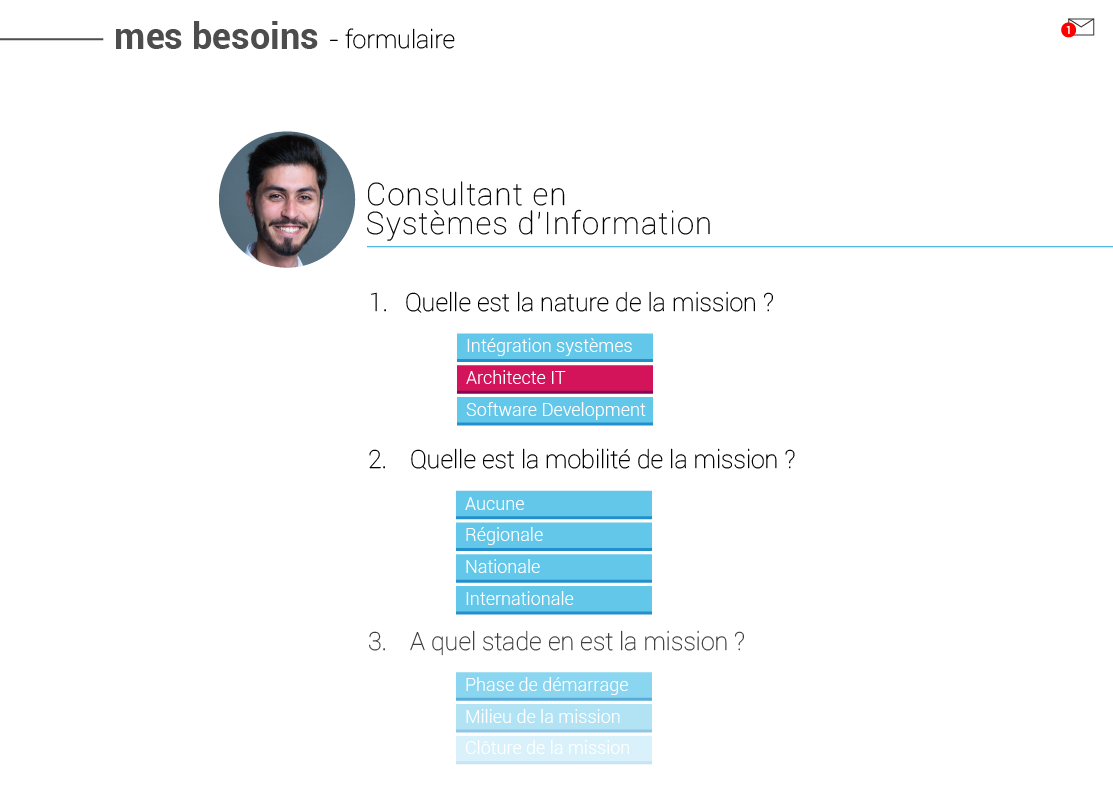 mes besoins - formulaire
1
Consultant en
Systèmes d'Information
1. Quelle est la nature de la mission ?
Intégration systèmes
Architecte IT
Software Development
2. Quelle est la mobilité de la mission ?
Aucune
Régionale
Nationale
Internationale
3. A quel stade en est la mission ?
Phase de démarrage
Milieu de la mission
Clôture de la mission